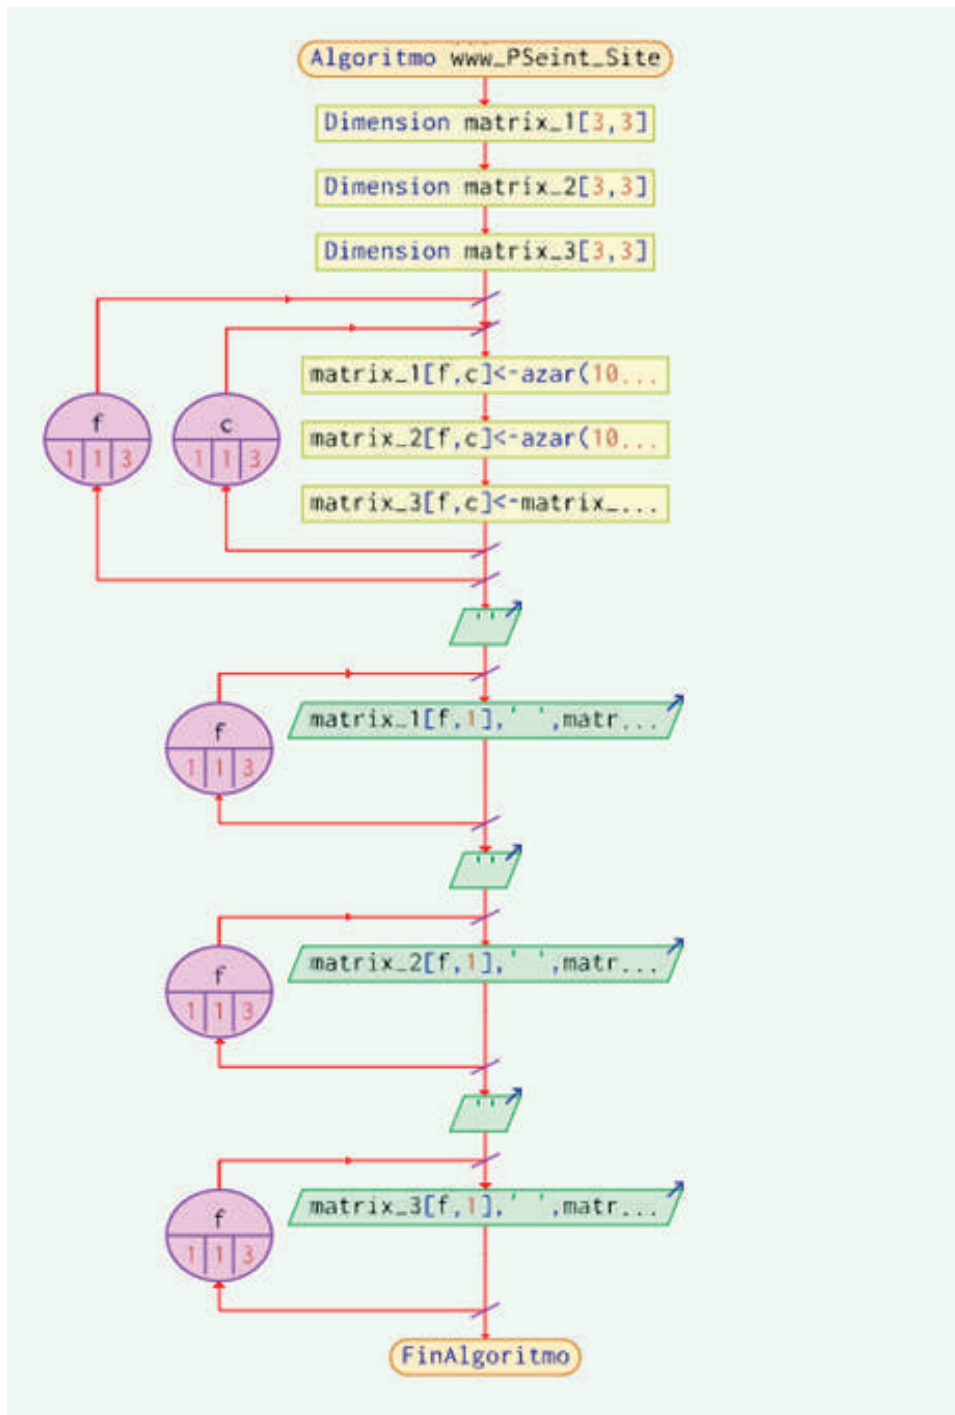 Algoritmo www_PSeint_Site
Dimension matrix_1[3,3]
Dimension matrix_2[3,3]
Dimension matrix_3[3,3]
f
1 1 3
c
1 1 3
matrix_1[f,c]<-azar(10...
matrix_2[f,c]<-azar(10...
matrix_3[f,c]<-matrix_...
''
f
1 1 3
matrix_1[f,1],' ',matr...
''
f
1 1 3
matrix_2[f,1],' ',matr...
''
f
1 1 3
matrix_3[f,1],' ',matr...
FinAlgoritmo